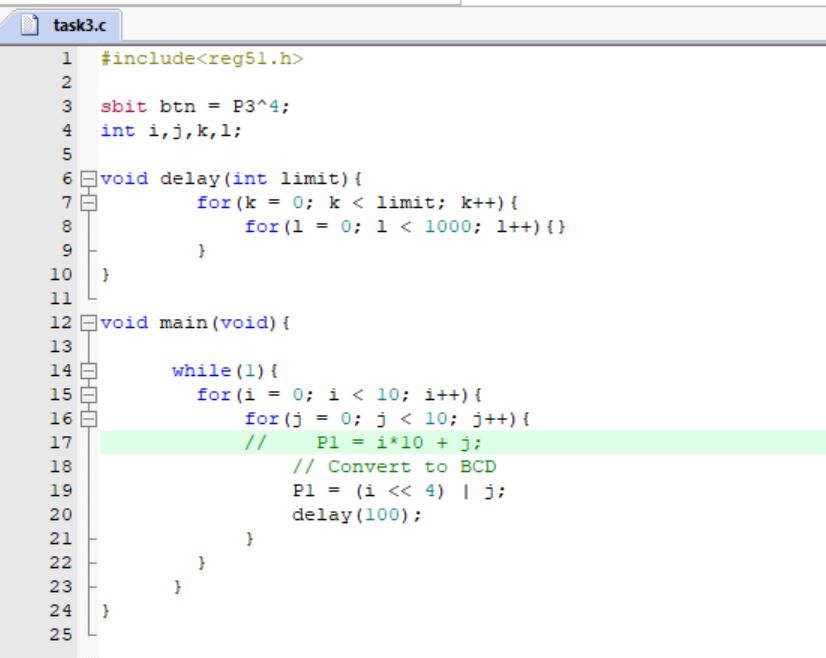 task3.c
1 #include<reg51.h>
2
3 sbit btn = P3^4;
4 int i,j,k,l;
5
6 void delay(int limit){
7 for(k = 0; k < limit; k++){
8 for(l = 0; l < 1000; l++){}
9 }
10 }
11
12 void main(void){
13
14 while(1){
15 for(i = 0; i < 10; i++){
16 for(j = 0; j < 10; j++){
17 // P1 = i*10 + j;
18 // Convert to BCD
19 P1 = (i << 4) | j;
20 delay(100);
21 }
22 }
23 }
24 }
25